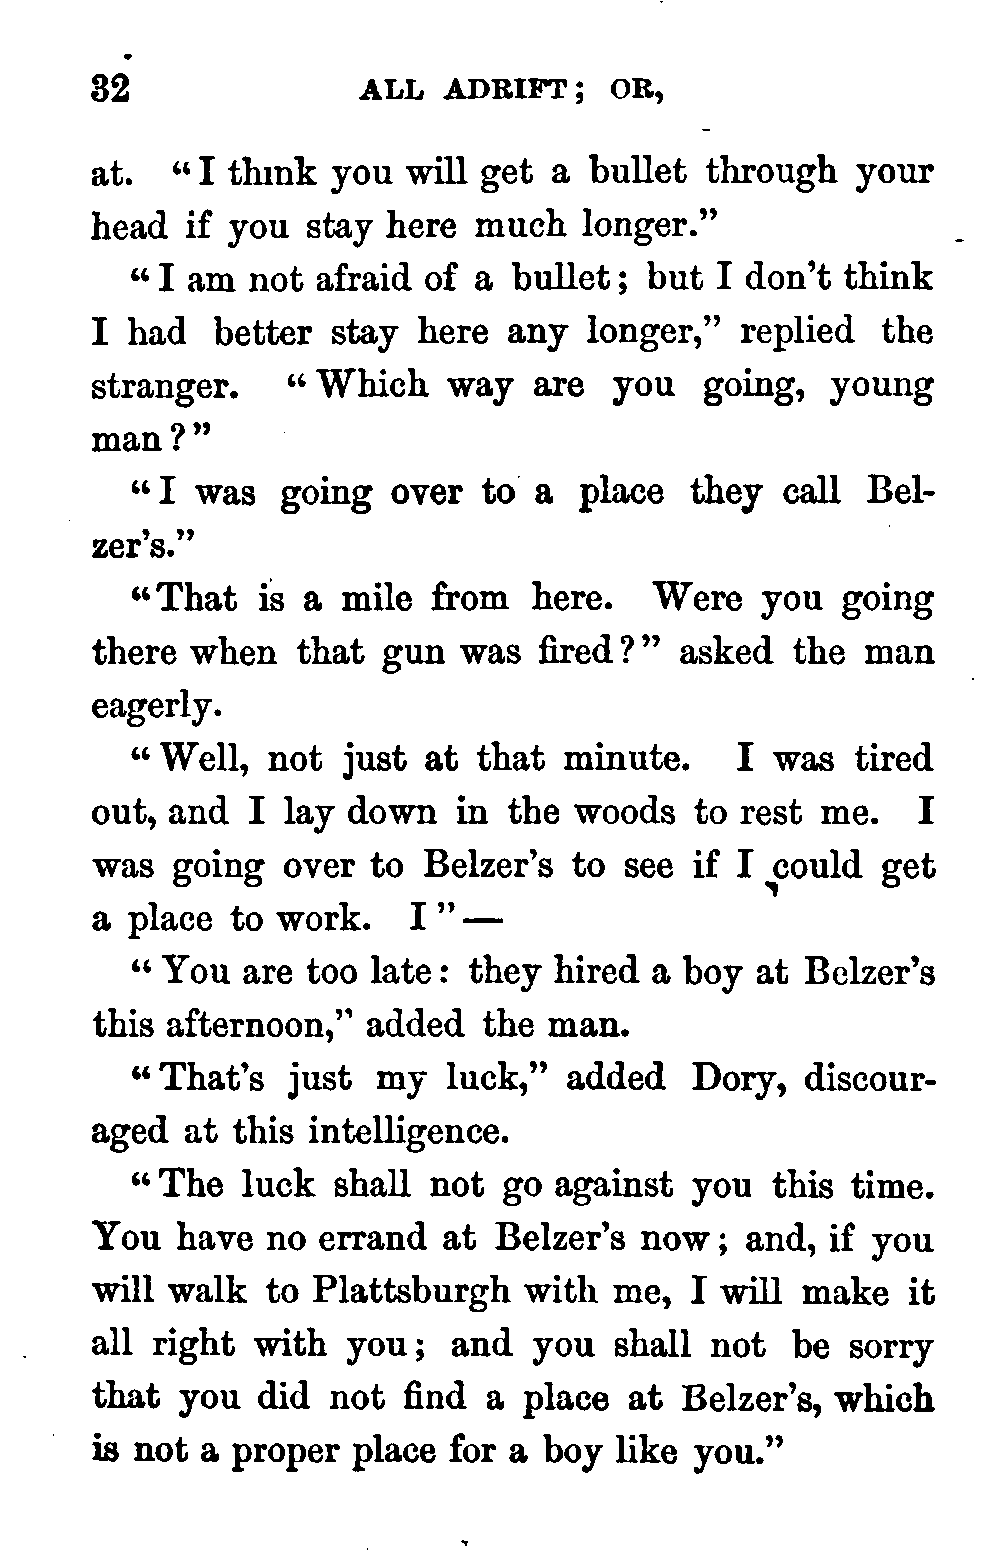 32 ALL ADRIFT; OR,
at. "I think you will get a bullet through your
head if you stay here much longer."
"I am not afraid of a bullet; but I don't think
I had better stay here any longer," replied the
stranger. "Which way are you going, young
man?"
"I was going over to a place they call Bel-
zer's."
"That is a mile from here. Were you going
there when that gun was fired?" asked the man
eagerly.
"Well, not just at that minute. I was tired
out, and I lay down in the woods to rest me. I
was going over to Belzer's to see if I could get
a place to work. I"—
"You are too late: they hired a boy at Belzer's
this afternoon," added the man.
"That's just my luck," added Dory, discour-
aged at this intelligence.
"The luck shall not go against you this time.
You have no errand at Belzer's now; and, if you
will walk to Plattsburgh with me, I will make it
all right with you; and you shall not be sorry
that you did not find a place at Belzer's, which
is not a proper place for a boy like you."